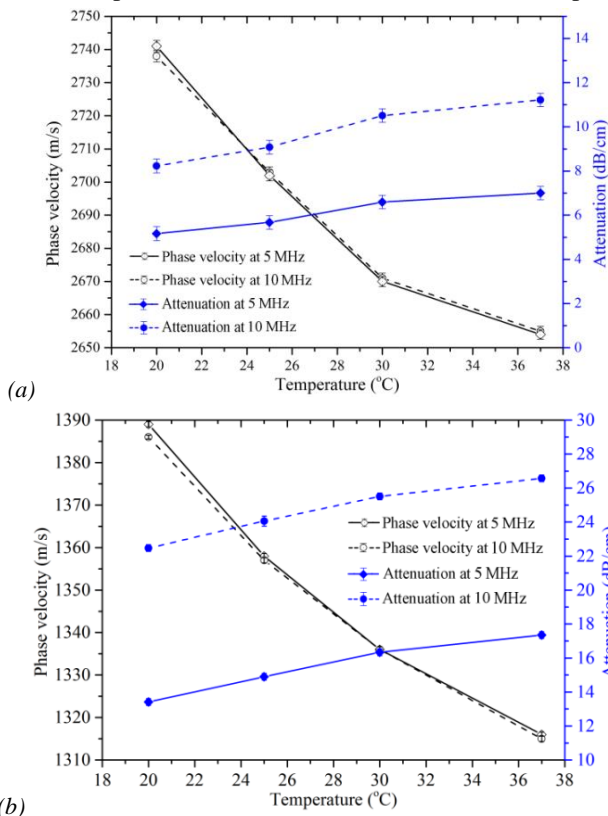 2750
2740
2730
2720
2710
2700
2690
2680
2670
2660
2650
Phase velocity (m/s)
14
12
10
8
6
4
2
0
Attenuation (dB/cm)
Phase velocity at 5 MHz
Phase velocity at 10 MHz
Attenuation at 5 MHz
Attenuation at 10 MHz
18 20 22 24 26 28 30 32 34 36 38
Temperature (°C)
(a)
1390
1380
1370
1360
1350
1340
1330
1320
1310
Phase velocity (m/s)
30
28
26
24
22
20
18
16
14
12
10
Attenuation (dB/cm)
Phase velocity at 5 MHz
Phase velocity at 10 MHz
Attenuation at 5 MHz
Attenuation at 10 MHz
18 20 22 24 26 28 30 32 34 36 38
Temperature (°C)
(b)